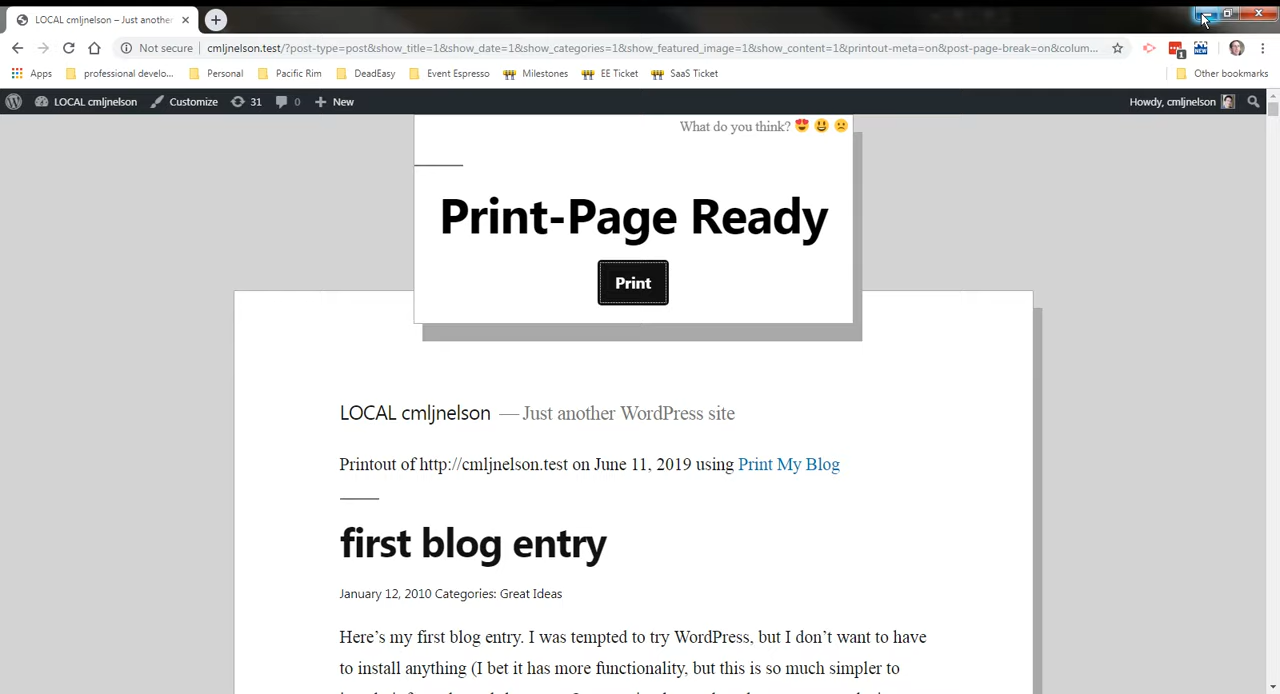 LOCAL cmljnelson – Just another
Not secure
cmljnelson.test/?post-type=post&show_title=1&show_date=1&show_categories=1&show_featured_image=1&show_content=1&printout-meta=on&post-page-break=on&colum...
1
NEW
Apps
professional develo...
Personal
Pacific Rim
DeadEasy
Event Espresso
Milestones
EE Ticket
SaaS Ticket
Other bookmarks
LOCAL cmljnelson
Customize
31
0
New
Howdy, cmljnelson
What do you think?
Print-Page Ready
Print
LOCAL cmljnelson — Just another WordPress site
Printout of http://cmljnelson.test on June 11, 2019 using Print My Blog
first blog entry
January 12, 2010 Categories: Great Ideas
Here’s my first blog entry. I was tempted to try WordPress, but I don’t want to have
to install anything (I bet it has more functionality, but this is so much simpler to